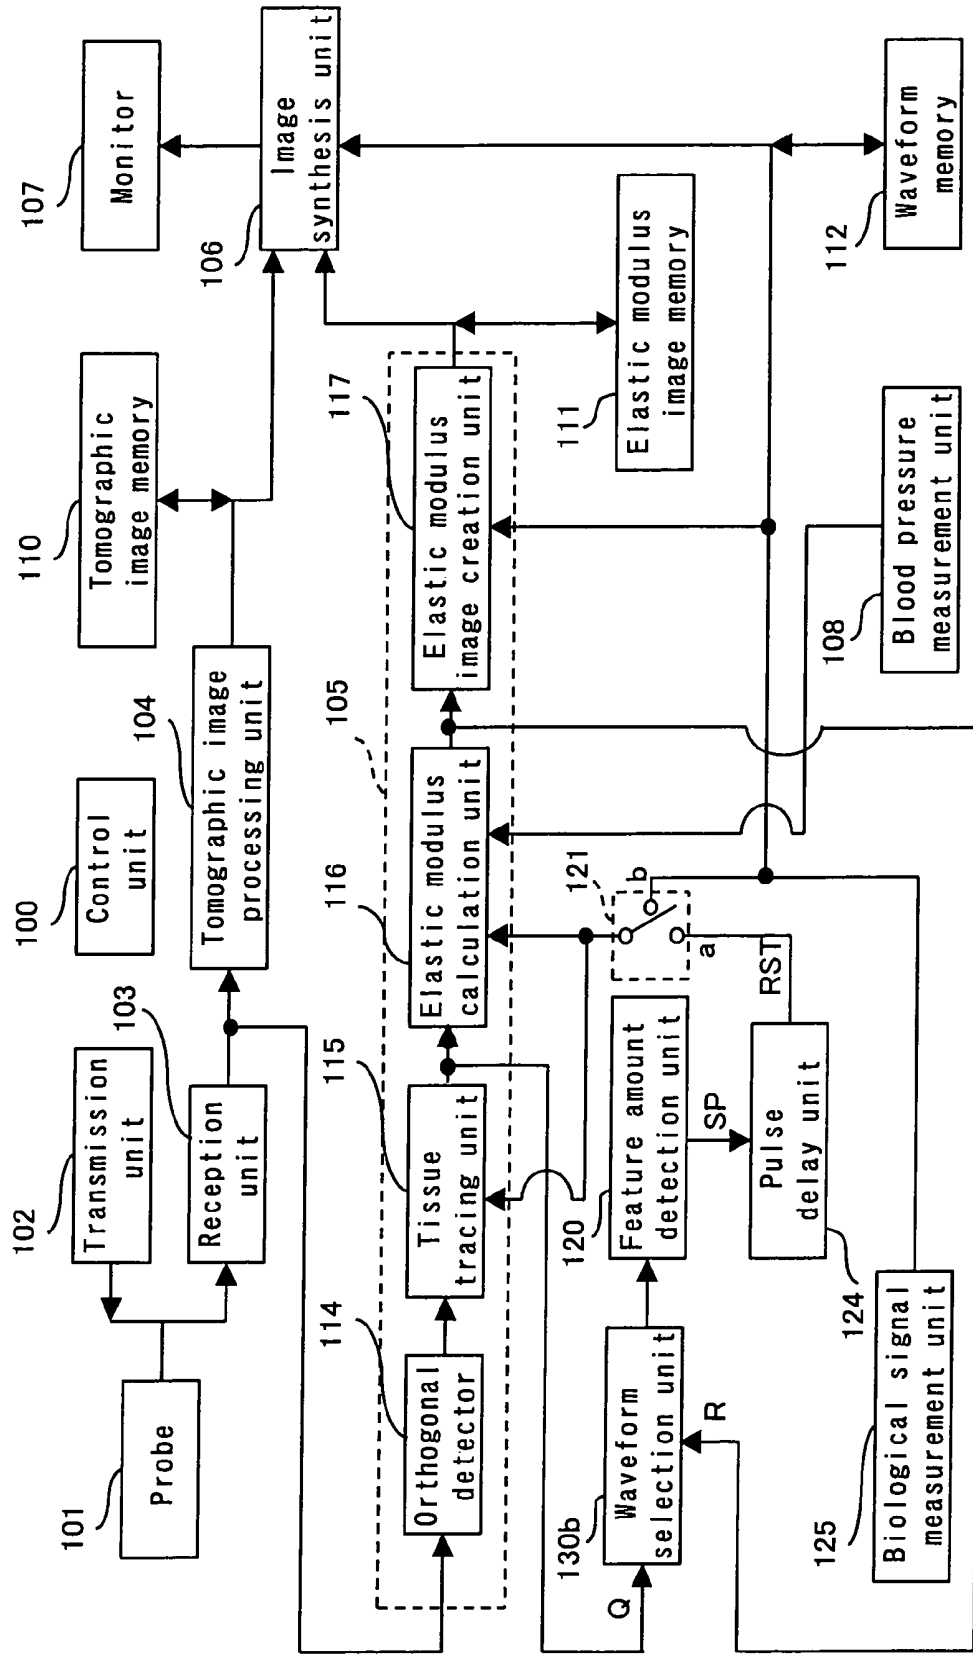 101
Probe
102
Transmission
unit
103
Reception
unit
100
Control
unit
104
Tomographic image
processing unit
110
Tomographic
image memory
107
Monitor
106
Image
synthesis unit
105
114
Orthogonal
detector
115
Tissue
tracing unit
116
Elastic modulus
calculation unit
117
Elastic modulus
image creation unit
111
Elastic modulus
image memory
Q
130b
Waveform
selection unit
R
120
Feature amount
detection unit
SP
121
b
a
RST
Pulse
delay unit
124
125
Biological signal
measurement unit
108
Blood pressure
measurement unit
112
Waveform
memory